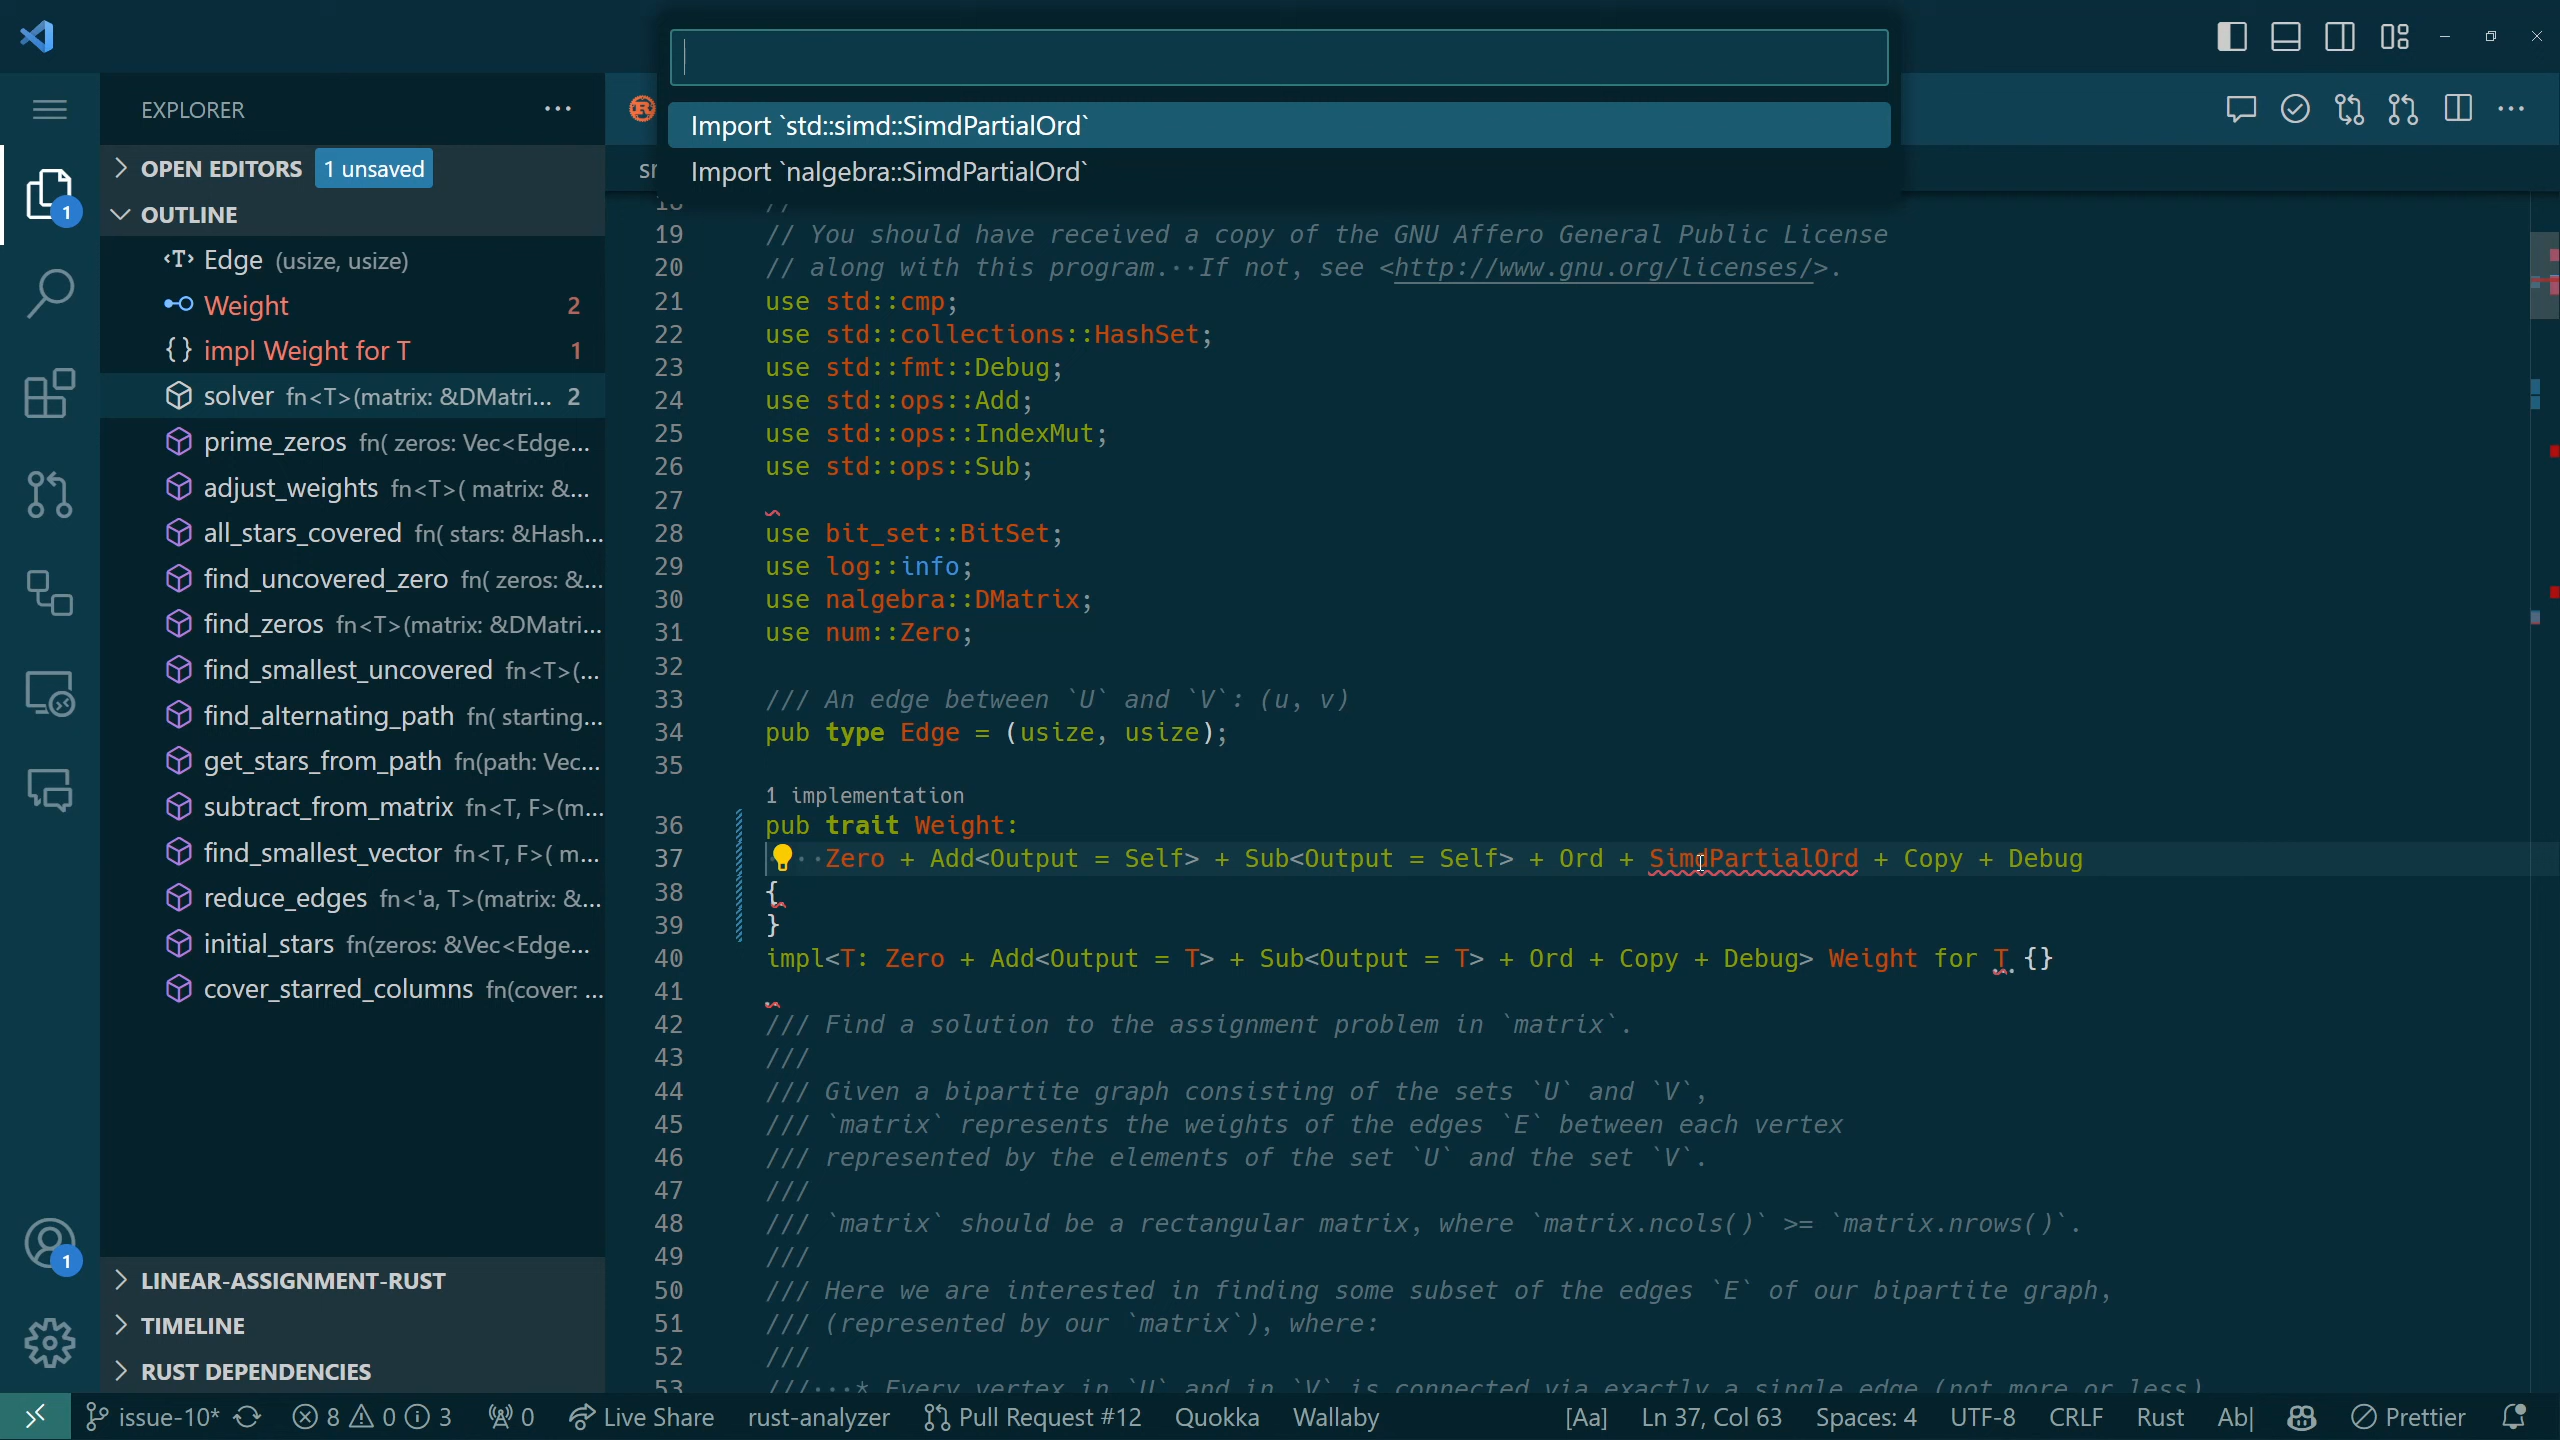 Import `std::simd::SimdPartialOrd`
Import `nalgebra::SimdPartialOrd`
EXPLORER
OPEN EDITORS 1 unsaved
OUTLINE
Edge (usize, usize)
Weight 2
impl Weight for T 1
solver fn<T>(matrix: &DMatri... 2
prime_zeros fn( zeros: Vec<Edge...
adjust_weights fn<T>( matrix: &...
all_stars_covered fn( stars: &Hash...
find_uncovered_zero fn( zeros: &...
find_zeros fn<T>(matrix: &DMatri...
find_smallest_uncovered fn<T>(...
find_alternating_path fn( starting...
get_stars_from_path fn(path: Vec...
subtract_from_matrix fn<T, F>(m...
find_smallest_vector fn<T, F>( m...
reduce_edges fn<'a, T>(matrix: &...
initial_stars fn(zeros: &Vec<Edge...
cover_starred_columns fn(cover: ...
LINEAR-ASSIGNMENT-RUST
TIMELINE
RUST DEPENDENCIES
1
1
sr
18 //
19 // You should have received a copy of the GNU Affero General Public License
20 // along with this program.··If not, see <http://www.gnu.org/licenses/>.
21 use std::cmp;
22 use std::collections::HashSet;
23 use std::fmt::Debug;
24 use std::ops::Add;
25 use std::ops::IndexMut;
26 use std::ops::Sub;
27
28 use bit_set::BitSet;
29 use log::info;
30 use nalgebra::DMatrix;
31 use num::Zero;
32
33 /// An edge between `U` and `V`: (u, v)
34 pub type Edge = (usize, usize);
35
1 implementation
36 pub trait Weight:
37 Zero + Add<Output = Self> + Sub<Output = Self> + Ord + SimdPartialOrd + Copy + Debug
38 {
39 }
40 impl<T: Zero + Add<Output = T> + Sub<Output = T> + Ord + Copy + Debug> Weight for T {}
41
42 /// Find a solution to the assignment problem in `matrix`.
43 ///
44 /// Given a bipartite graph consisting of the sets `U` and `V`,
45 /// `matrix` represents the weights of the edges `E` between each vertex
46 /// represented by the elements of the set `U` and the set `V`.
47 ///
48 /// `matrix` should be a rectangular matrix, where `matrix.ncols()` >= `matrix.nrows()`.
49 ///
50 /// Here we are interested in finding some subset of the edges `E` of our bipartite graph,
51 /// (represented by our `matrix`), where:
52 ///
53 ///···* Every vertex in `U` and in `V` is connected via exactly a single edge (not more or less)
issue-10* 8 0 3 0 Live Share rust-analyzer Pull Request #12 Quokka Wallaby [Aa] Ln 37, Col 63 Spaces: 4 UTF-8 CRLF Rust Ab| Prettier